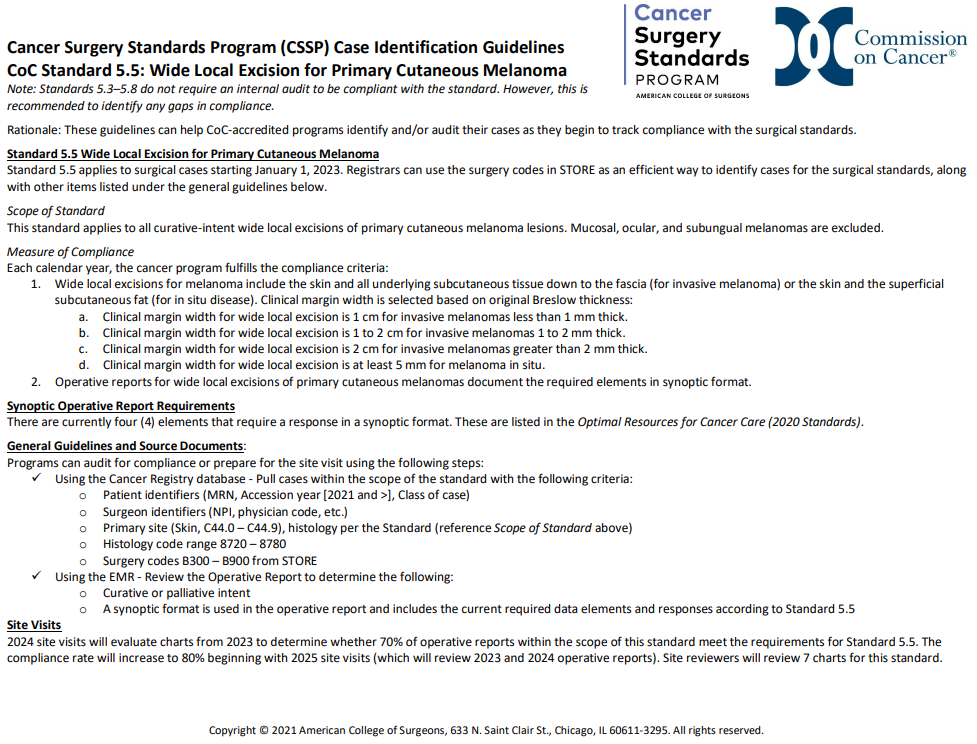 Cancer
Surgery
Standards
PROGRAM
AMERICAN COLLEGE OF SURGEONS
Commission
on Cancer®
Cancer Surgery Standards Program (CSSP) Case Identification Guidelines
CoC Standard 5.5: Wide Local Excision for Primary Cutaneous Melanoma
Note: Standards 5.3–5.8 do not require an internal audit to be compliant with the standard. However, this is
recommended to identify any gaps in compliance.
Rationale: These guidelines can help CoC-accredited programs identify and/or audit their cases as they begin to track compliance with the surgical standards.
Standard 5.5 Wide Local Excision for Primary Cutaneous Melanoma
Standard 5.5 applies to surgical cases starting January 1, 2023. Registrars can use the surgery codes in STORE as an efficient way to identify cases for the surgical standards, along
with other items listed under the general guidelines below.
Scope of Standard
This standard applies to all curative-intent wide local excisions of primary cutaneous melanoma lesions. Mucosal, ocular, and subungual melanomas are excluded.
Measure of Compliance
Each calendar year, the cancer program fulfills the compliance criteria:
1. Wide local excisions for melanoma include the skin and all underlying subcutaneous tissue down to the fascia (for invasive melanoma) or the skin and the superficial
subcutaneous fat (for in situ disease). Clinical margin width is selected based on original Breslow thickness:
a. Clinical margin width for wide local excision is 1 cm for invasive melanomas less than 1 mm thick.
b. Clinical margin width for wide local excision is 1 to 2 cm for invasive melanomas 1 to 2 mm thick.
c. Clinical margin width for wide local excision is 2 cm for invasive melanomas greater than 2 mm thick.
d. Clinical margin width for wide local excision is at least 5 mm for melanoma in situ.
2. Operative reports for wide local excisions of primary cutaneous melanomas document the required elements in synoptic format.
Synoptic Operative Report Requirements
There are currently four (4) elements that require a response in a synoptic format. These are listed in the Optimal Resources for Cancer Care (2020 Standards).
General Guidelines and Source Documents:
Programs can audit for compliance or prepare for the site visit using the following steps:
✓ Using the Cancer Registry database - Pull cases within the scope of the standard with the following criteria:
o Patient identifiers (MRN, Accession year [2021 and >], Class of case)
o Surgeon identifiers (NPI, physician code, etc.)
o Primary site (Skin, C44.0 – C44.9), histology per the Standard (reference Scope of Standard above)
o Histology code range 8720 – 8780
o Surgery codes B300 – B900 from STORE
✓ Using the EMR - Review the Operative Report to determine the following:
o Curative or palliative intent
o A synoptic format is used in the operative report and includes the current required data elements and responses according to Standard 5.5
Site Visits
2024 site visits will evaluate charts from 2023 to determine whether 70% of operative reports within the scope of this standard meet the requirements for Standard 5.5. The
compliance rate will increase to 80% beginning with 2025 site visits (which will review 2023 and 2024 operative reports). Site reviewers will review 7 charts for this standard.
Copyright © 2021 American College of Surgeons, 633 N. Saint Clair St., Chicago, IL 60611-3295. All rights reserved.